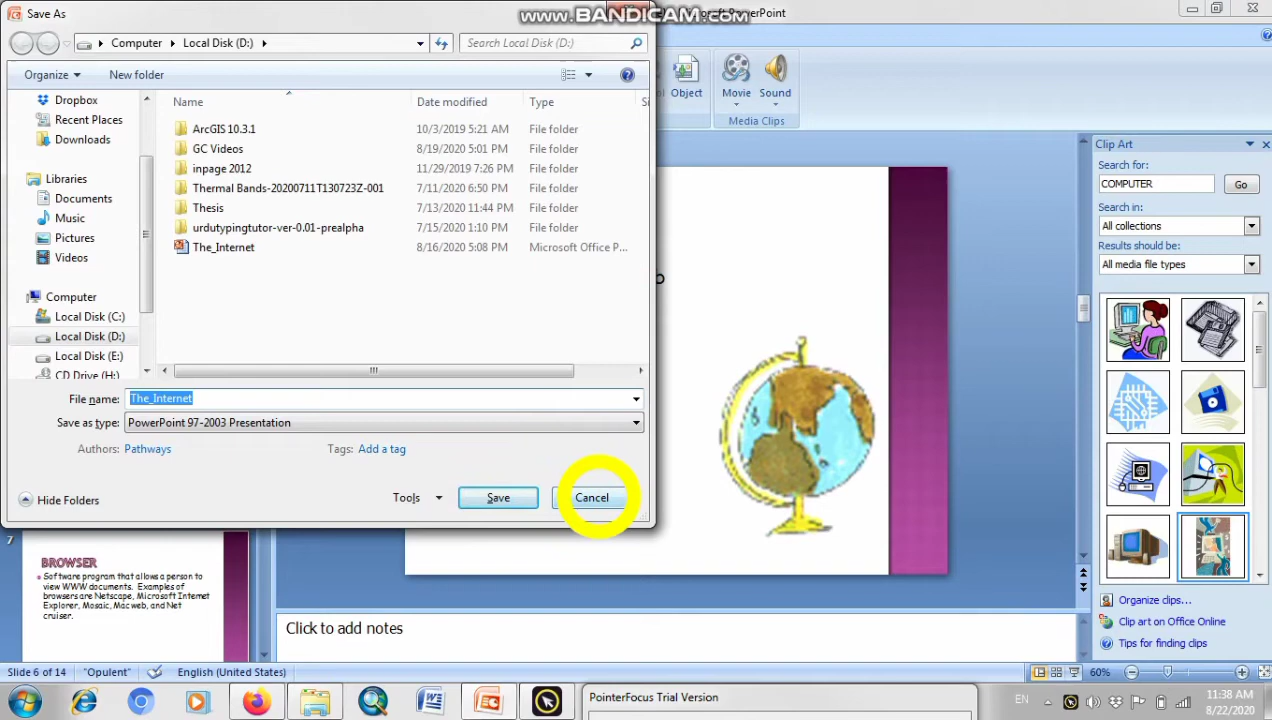 Save As
www.BANDICAM.com
Microsoft PowerPoint
Computer
Local Disk (D:)
Search Local Disk (D:)
Organize
New folder
Dropbox
Recent Places
Downloads
Libraries
Documents
Music
Pictures
Videos
Computer
Local Disk (C:)
Local Disk (D:)
Local Disk (E:)
CD Drive (H:)
Name Date modified Type
ArcGIS 10.3.1 10/3/2019 5:21 AM File folder
GC Videos 8/19/2020 5:01 PM File folder
inpage 2012 11/29/2019 7:26 PM File folder
Thermal Bands-20200711T130723Z-001 7/11/2020 6:50 PM File folder
Thesis 7/13/2020 11:44 PM File folder
urdutypingtutor-ver-0.01-prealpha 7/15/2020 1:10 PM File folder
The_Internet 8/16/2020 5:08 PM Microsoft Office P...
File name: The_Internet
Save as type: PowerPoint 97-2003 Presentation
Authors: Pathways Tags: Add a tag
Hide Folders
Tools
Save
Cancel
Object
Movie
Sound
Media Clips
Clip Art
Search for:
COMPUTER
Go
Search in:
All collections
Results should be:
All media file types
Organize clips...
Clip art on Office Online
Tips for finding clips
7
BROWSER
Software program that allows a person to
view WWW documents. Examples of
browsers are Netscape, Microsoft Internet
Explorer, Mosaic, Macweb, and Net
cruiser.
Click to add notes
Slide 6 of 14
"Opulent"
English (United States)
60%
PointerFocus Trial Version
EN
11:38 AM
8/22/2020